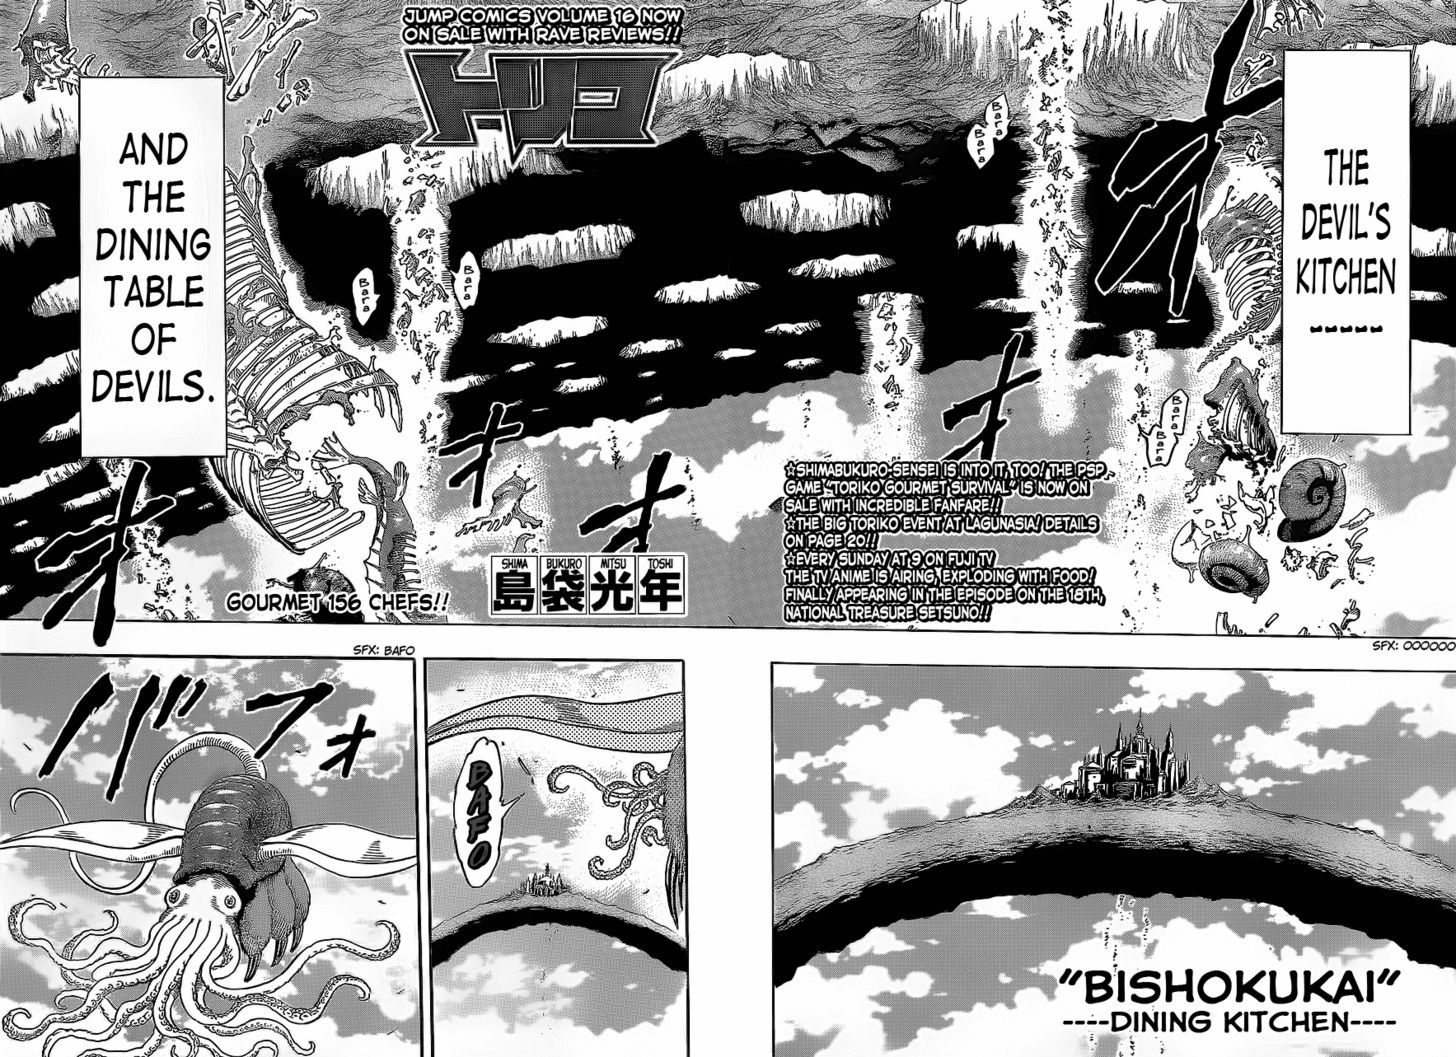 JUMP COMICS VOLUME 16 NOW
ON SALE WITH RAVE REVIEWS!!
トリコ
THE
DEVIL'S
KITCHEN
-----
AND
THE
DINING
TABLE
OF
DEVILS.
オ
オ
オ
オ
オ
Bara
Bara
Bara
Bara
Bara
Bara
☆SHIMABUKURO-SENSEI IS INTO IT, TOO! THE PSP
GAME "TORIKO GOURMET SURVIVAL" IS NOW ON
SALE WITH INCREDIBLE FANFARE!!
☆THE BIG TORIKO EVENT AT LAGUNASIA! DETAILS
ON PAGE 20!!
☆EVERY SUNDAY AT 9 ON FUJI TV
THE TV ANIME IS AIRING, EXPLODING WITH FOOD!
FINALLY APPEARING IN THE EPISODE ON THE 18TH,
NATIONAL TREASURE SETSUNO!!
GOURMET 156 CHEFS!!
SHIMA BUKURO MITSU TOSHI
島袋光年
SFX: OOOOOO
"BISHOKUKAI"
----DINING KITCHEN----
BAFO
SFX: BAFO
バフォ